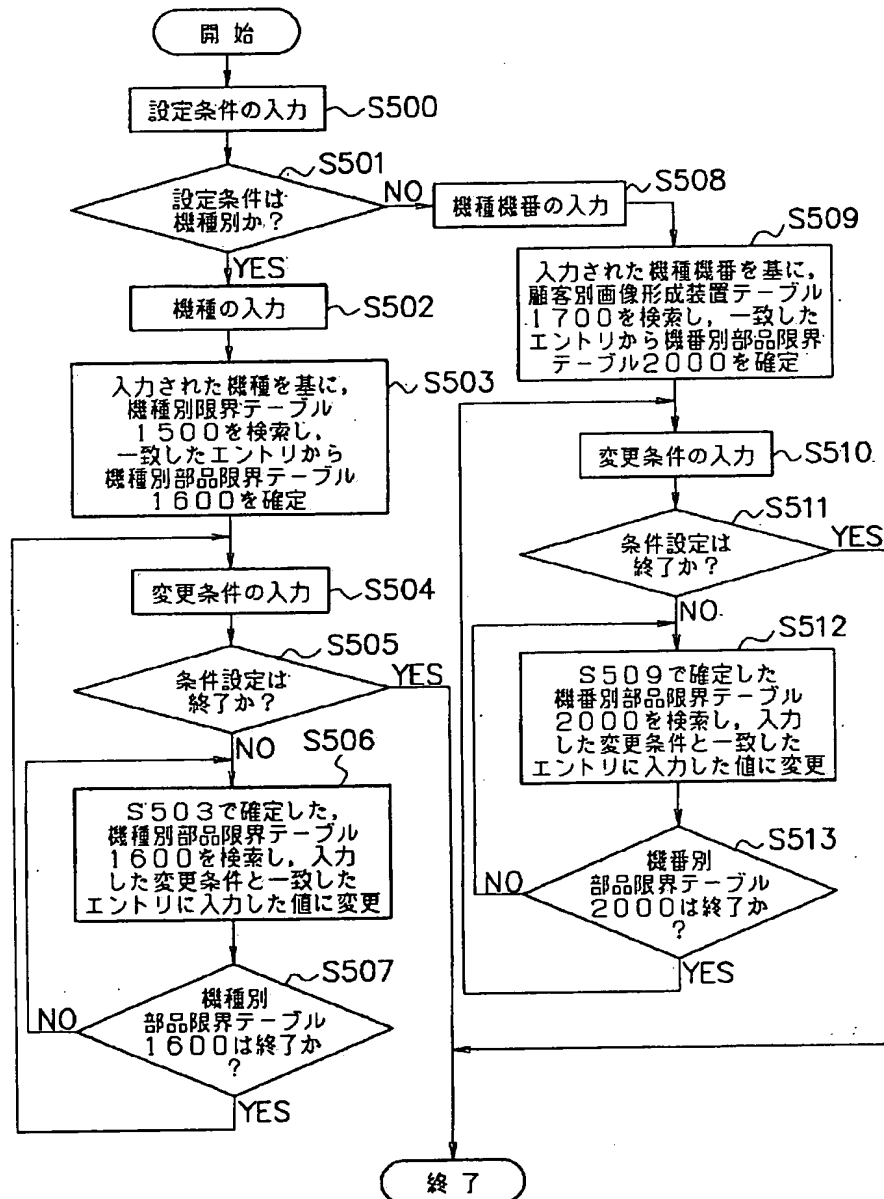 開始
設定条件の入力
S500
S501
設定条件は
機種別か?
NO
YES
機種の入力
S502
S503
入力された機種を基に,
機種別限界テーブル
1500を検索し,
一致したエントリから
機種別部品限界テーブル
1600を確定
変更条件の入力
S504
S505
条件設定は
終了か?
YES
NO
S506
S503で確定した,
機種別部品限界テーブル
1600を検索し,入力
した変更条件と一致した
エントリに入力した値に変更
S507
機種別
部品限界テーブル
1600は終了か
?
NO
YES
機種機番の入力
S508
S509
入力された機種機番を基に,
顧客別画像形成装置テーブル
1700を検索し,一致した
エントリから機番別部品限界
テーブル2000を確定
変更条件の入力
S510
S511
条件設定は
終了か?
YES
NO
S512
S509で確定した
機番別部品限界テーブル
2000を検索し,入力
した変更条件と一致した
エントリに入力した値に変更
S513
機番別
部品限界テーブル
2000は終了か
?
NO
YES
終了